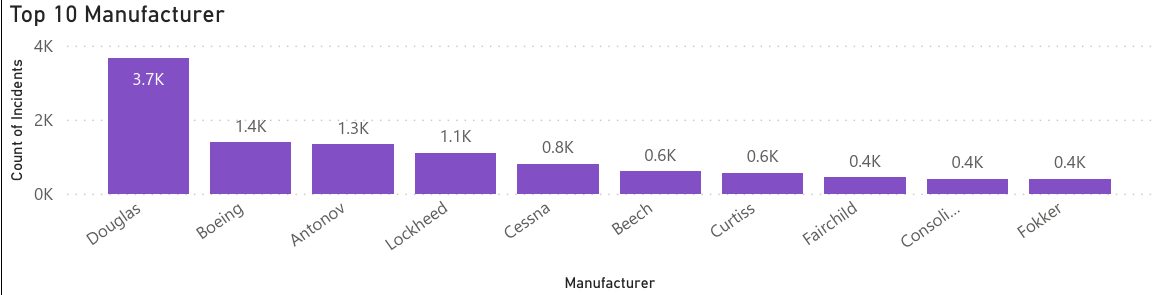 Top 10 Manufacturer
Count of Incidents
4K
2K
0K
3.7K
1.4K
1.3K
1.1K
0.8K
0.6K
0.6K
0.4K
0.4K
0.4K
Douglas
Boeing
Antonov
Lockheed
Cessna
Beech
Curtiss
Fairchild
Consoli...
Fokker
Manufacturer